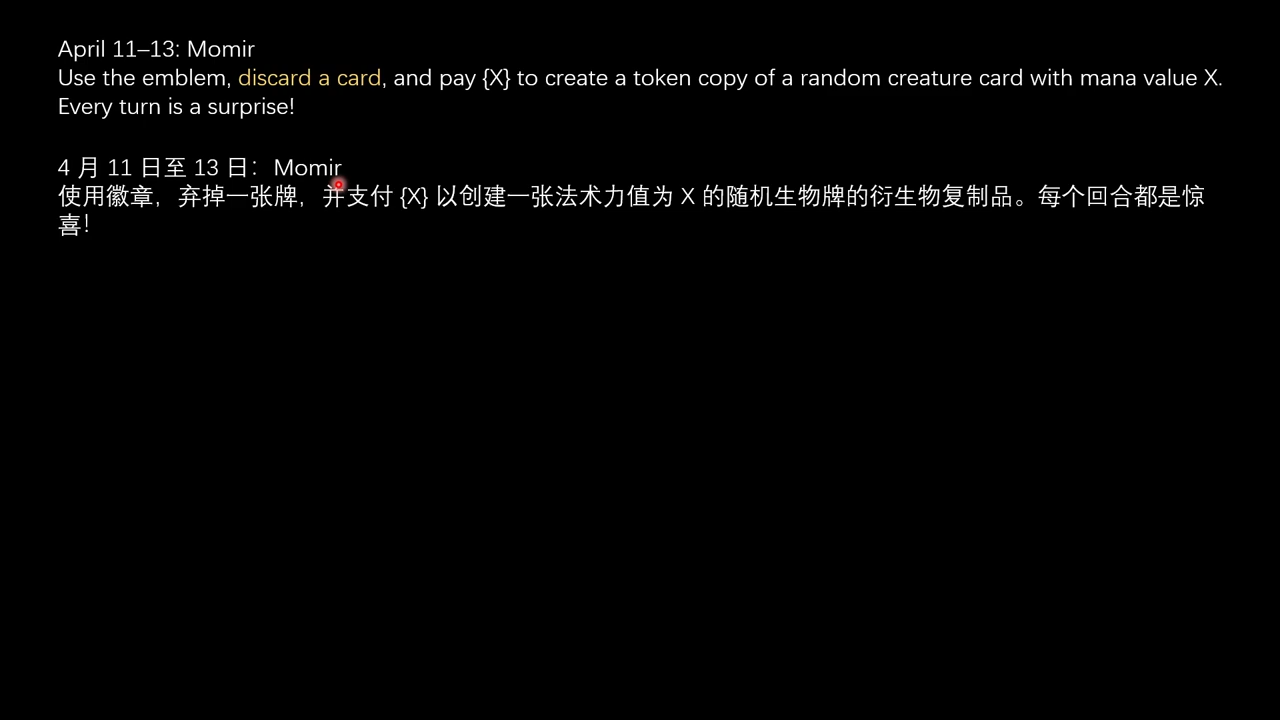 April 11–13: Momir
Use the emblem, discard a card, and pay {X} to create a token copy of a random creature card with mana value X.
Every turn is a surprise!
4 月 11 日至 13 日：Momir
使用徽章，弃掉一张牌，并支付 {X} 以创建一张法术力值为 X 的随机生物牌的衍生物复制品。每个回合都是惊
喜！